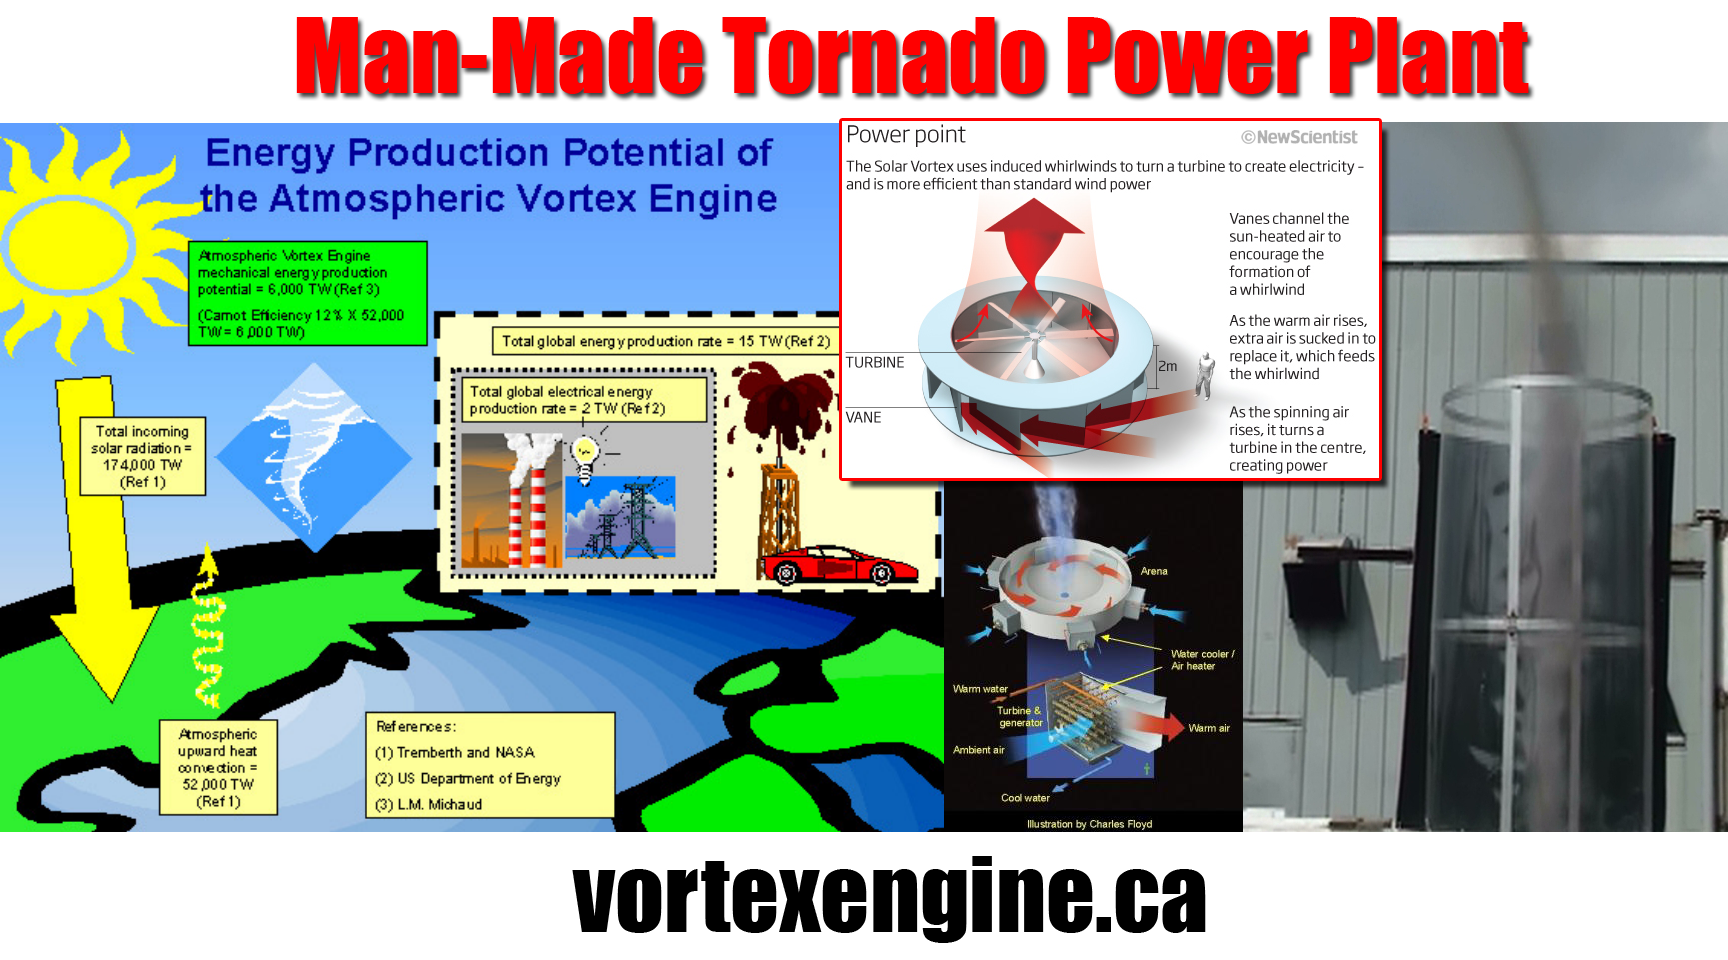 Man-Made Tornado Power Plant
Energy Production Potential of
the Atmospheric Vortex Engine
Atmospheric Vortex Engine
mechanical energy production
potential = 6,000 TW (Ref 3)
(Carnot Efficiency 12% X 52,000
TW = 6,000 TW)
Total incoming
solar radiation =
174,000 TW
(Ref 1)
Total global energy production rate = 15 TW (Ref 2)
Total global electrical energy
production rate = 2 TW (Ref 2)
Atmospheric
upward heat
convection =
52,000 TW
(Ref 1)
References:
(1) Tremberth and NASA
(2) US Department of Energy
(3) L.M. Michaud
Power point
©NewScientist
The Solar Vortex uses induced whirlwinds to turn a turbine to create electricity –
and is more efficient than standard wind power
Vanes channel the
sun-heated air to
encourage the
formation of
a whirlwind
As the warm air rises,
extra air is sucked in to
replace it, which feeds
the whirlwind
As the spinning air
rises, it turns a
turbine in the centre,
creating power
TURBINE
VANE
2m
Arena
Water cooler /
Air heater
Warm water
Turbine &
generator
Warm air
Ambient air
Cool water
Illustration by Charles Floyd
vortexengine.ca